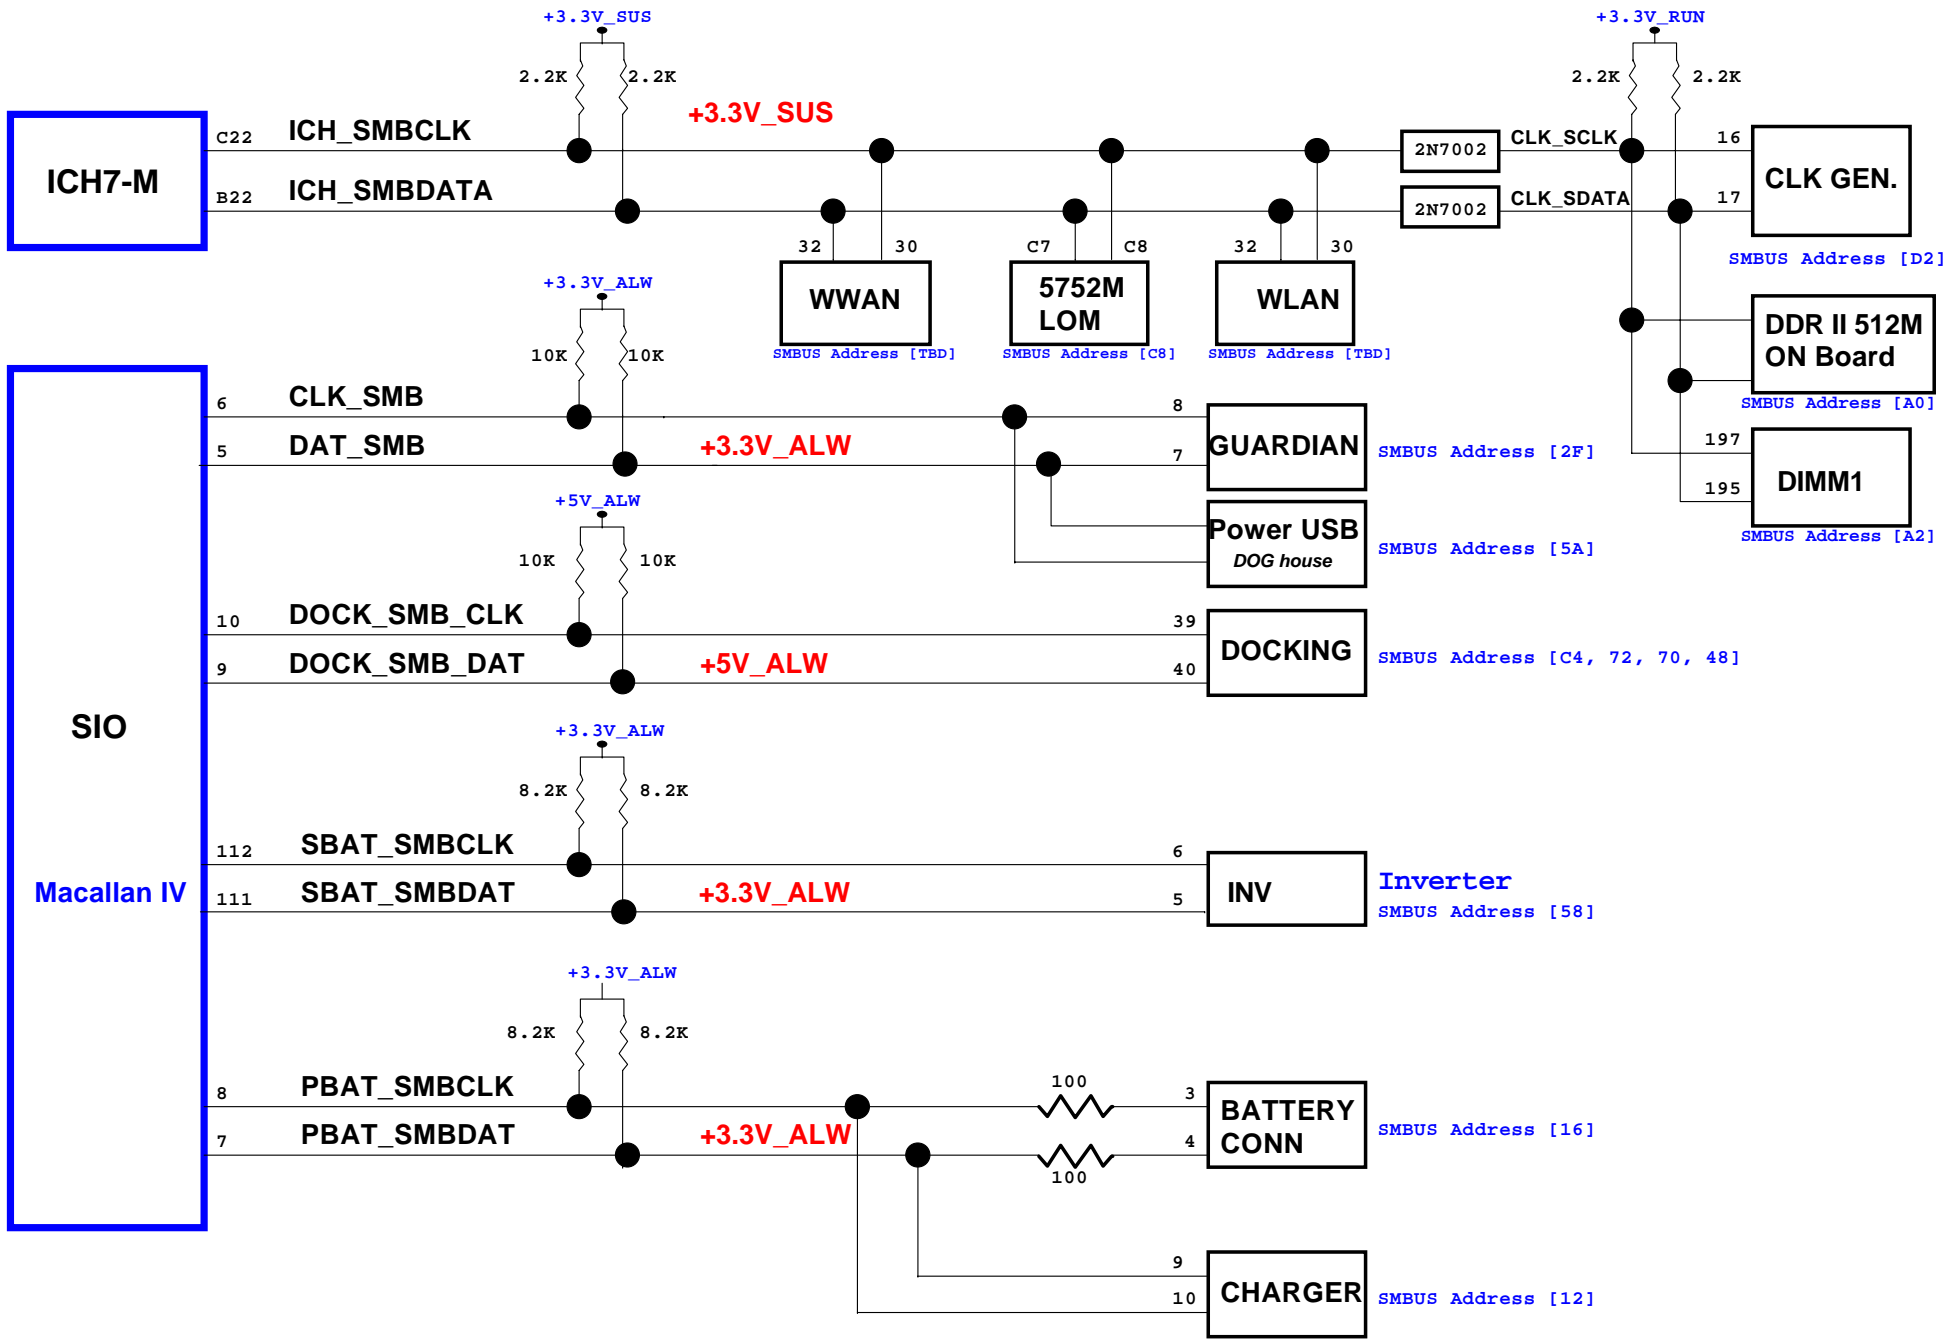 +3.3V_SUS
+3.3V_RUN
2.2K
2.2K
2.2K
2.2K
+3.3V_SUS
ICH7-M
C22
ICH_SMBCLK
B22
ICH_SMBDATA
2N7002
CLK_SCLK
16
2N7002
CLK_SDATA
17
CLK GEN.
SMBUS Address [D2]
32
30
C7
C8
32
30
WWAN
5752M
LOM
WLAN
SMBUS Address [TBD]
SMBUS Address [C8]
SMBUS Address [TBD]
DDR II 512M
ON Board
SMBUS Address [A0]
197
195
DIMM1
SMBUS Address [A2]
+3.3V_ALW
10K
10K
6
CLK_SMB
5
DAT_SMB
+3.3V_ALW
8
7
GUARDIAN
SMBUS Address [2F]
Power USB
DOG house
SMBUS Address [5A]
+5V_ALW
10K
10K
10
DOCK_SMB_CLK
9
DOCK_SMB_DAT
+5V_ALW
39
40
DOCKING
SMBUS Address [C4, 72, 70, 48]
SIO
Macallan IV
+3.3V_ALW
8.2K
8.2K
112
SBAT_SMBCLK
111
SBAT_SMBDAT
+3.3V_ALW
6
5
INV
Inverter
SMBUS Address [58]
+3.3V_ALW
8.2K
8.2K
8
PBAT_SMBCLK
7
PBAT_SMBDAT
+3.3V_ALW
100
100
3
4
BATTERY
CONN
SMBUS Address [16]
9
10
CHARGER
SMBUS Address [12]